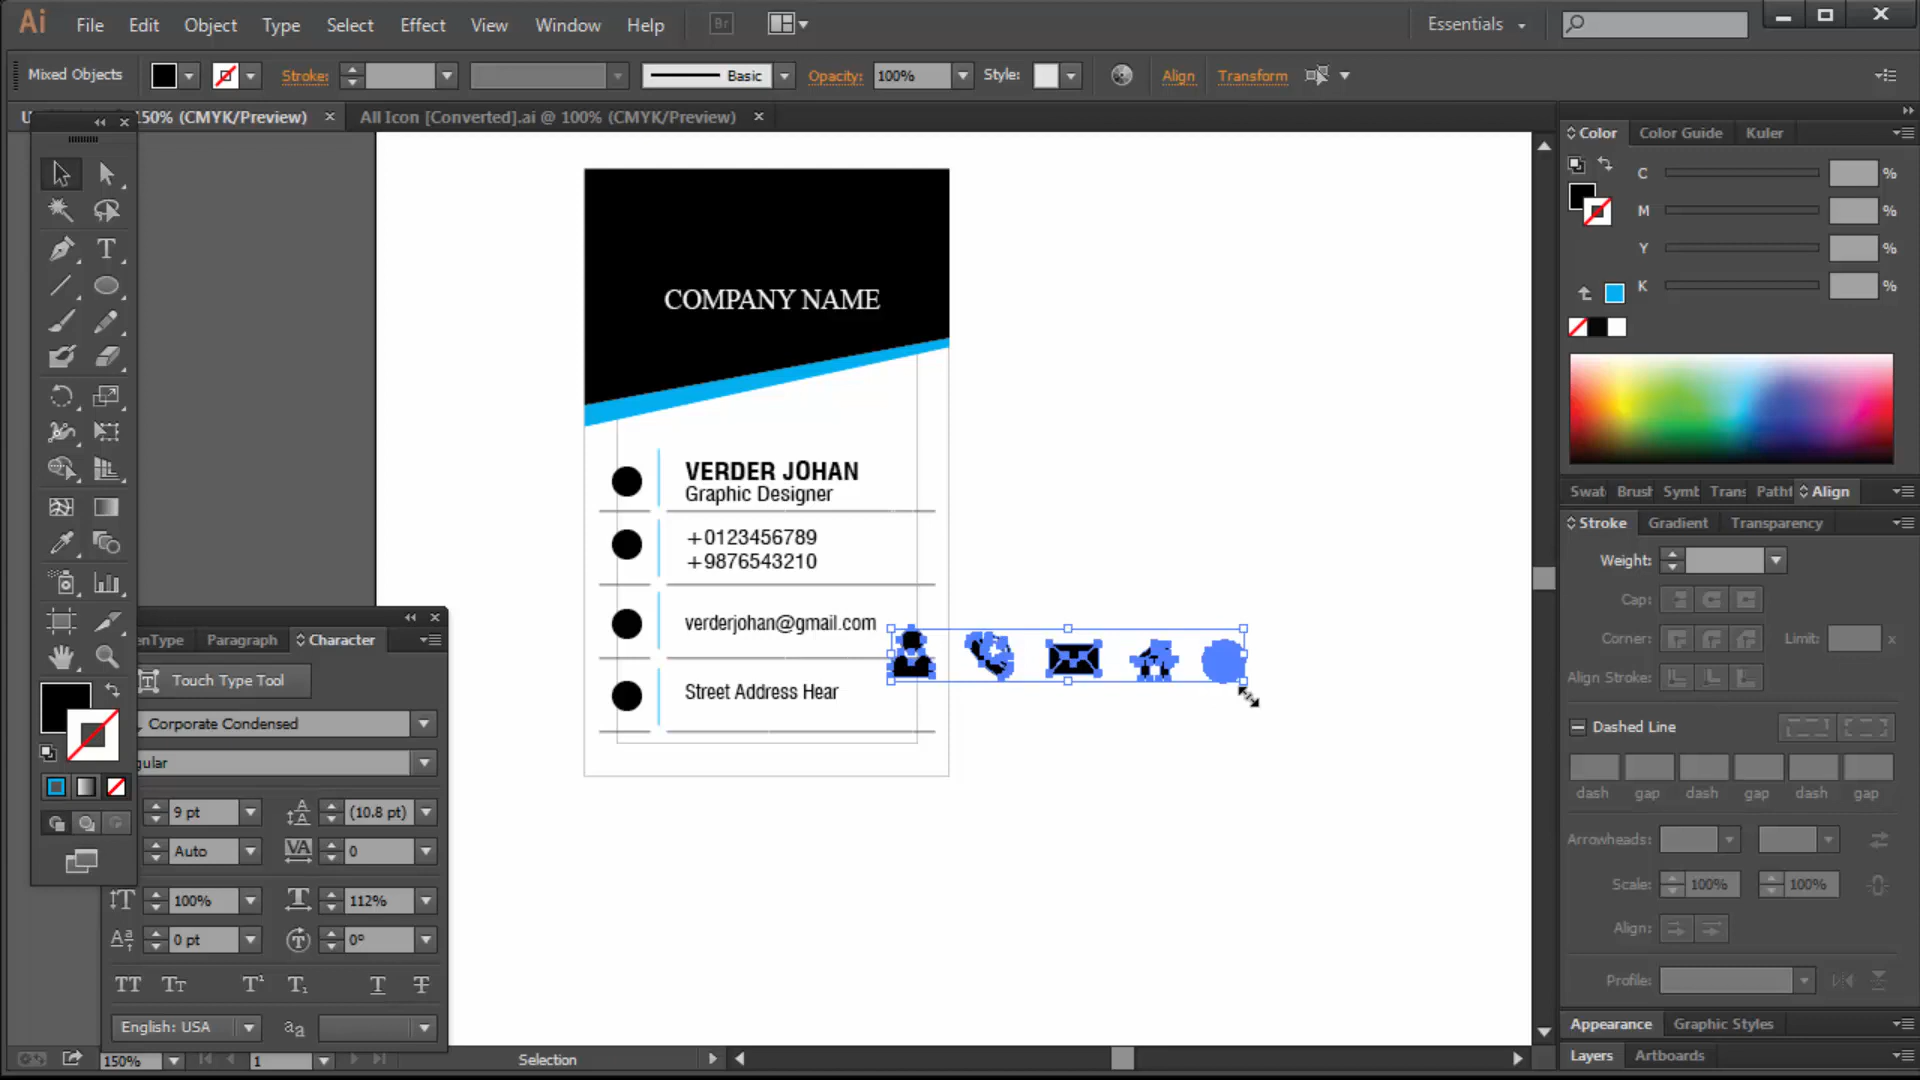 Ai File Edit Object Type Select Effect View Window Help Br Essentials
Mixed Objects Stroke: Basic Opacity: 100% Style: Align Transform
150% (CMYK/Preview) × All Icon [Converted].ai @ 100% (CMYK/Preview) ×
COMPANY NAME
VERDER JOHAN
Graphic Designer
+0123456789
+9876543210
verderjohan@gmail.com
Street Address Hear
enType Paragraph Character
Touch Type Tool
Corporate Condensed
gular
9 pt (10.8 pt)
Auto VA 0
100% 112%
0 pt 0°
English: USA
150% 1 Selection
Color Color Guide Kuler
C %
M %
Y %
K %
Swat Brush Symb Trans Pathf Align
Stroke Gradient Transparency
Weight:
Cap:
Corner: Limit: x
Align Stroke:
Dashed Line
dash gap dash gap dash gap
Arrowheads:
Scale: 100% 100%
Align:
Profile:
Appearance Graphic Styles
Layers Artboards